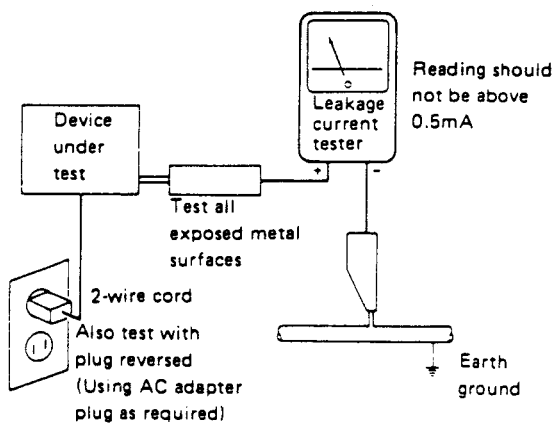 Reading should
not be above
0.5mA
Leakage
current
tester
+ -
Device
under
test
Test all
exposed metal
surfaces
2-wire cord
Also test with
plug reversed
(Using AC adapter
plug as required)
Earth
ground